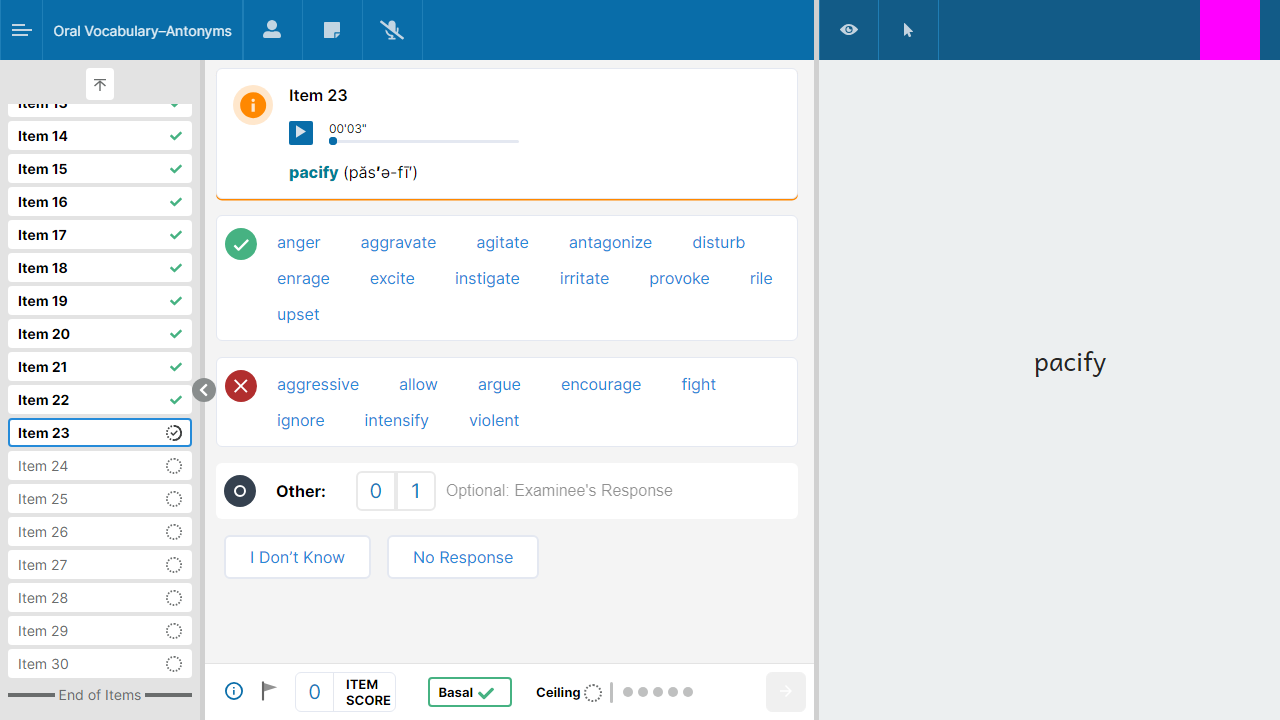 Oral Vocabulary–Antonyms
Item 13
Item 14
Item 15
Item 16
Item 17
Item 18
Item 19
Item 20
Item 21
Item 22
Item 23
Item 24
Item 25
Item 26
Item 27
Item 28
Item 29
Item 30
End of Items
Item 23
00'03"
pacify (păs′ə-fī′)
anger aggravate agitate antagonize disturb
enrage excite instigate irritate provoke rile
upset
aggressive allow argue encourage fight
ignore intensify violent
Other: 0 1 Optional: Examinee's Response
I Don’t Know No Response
0 ITEM SCORE Basal Ceiling
pacify